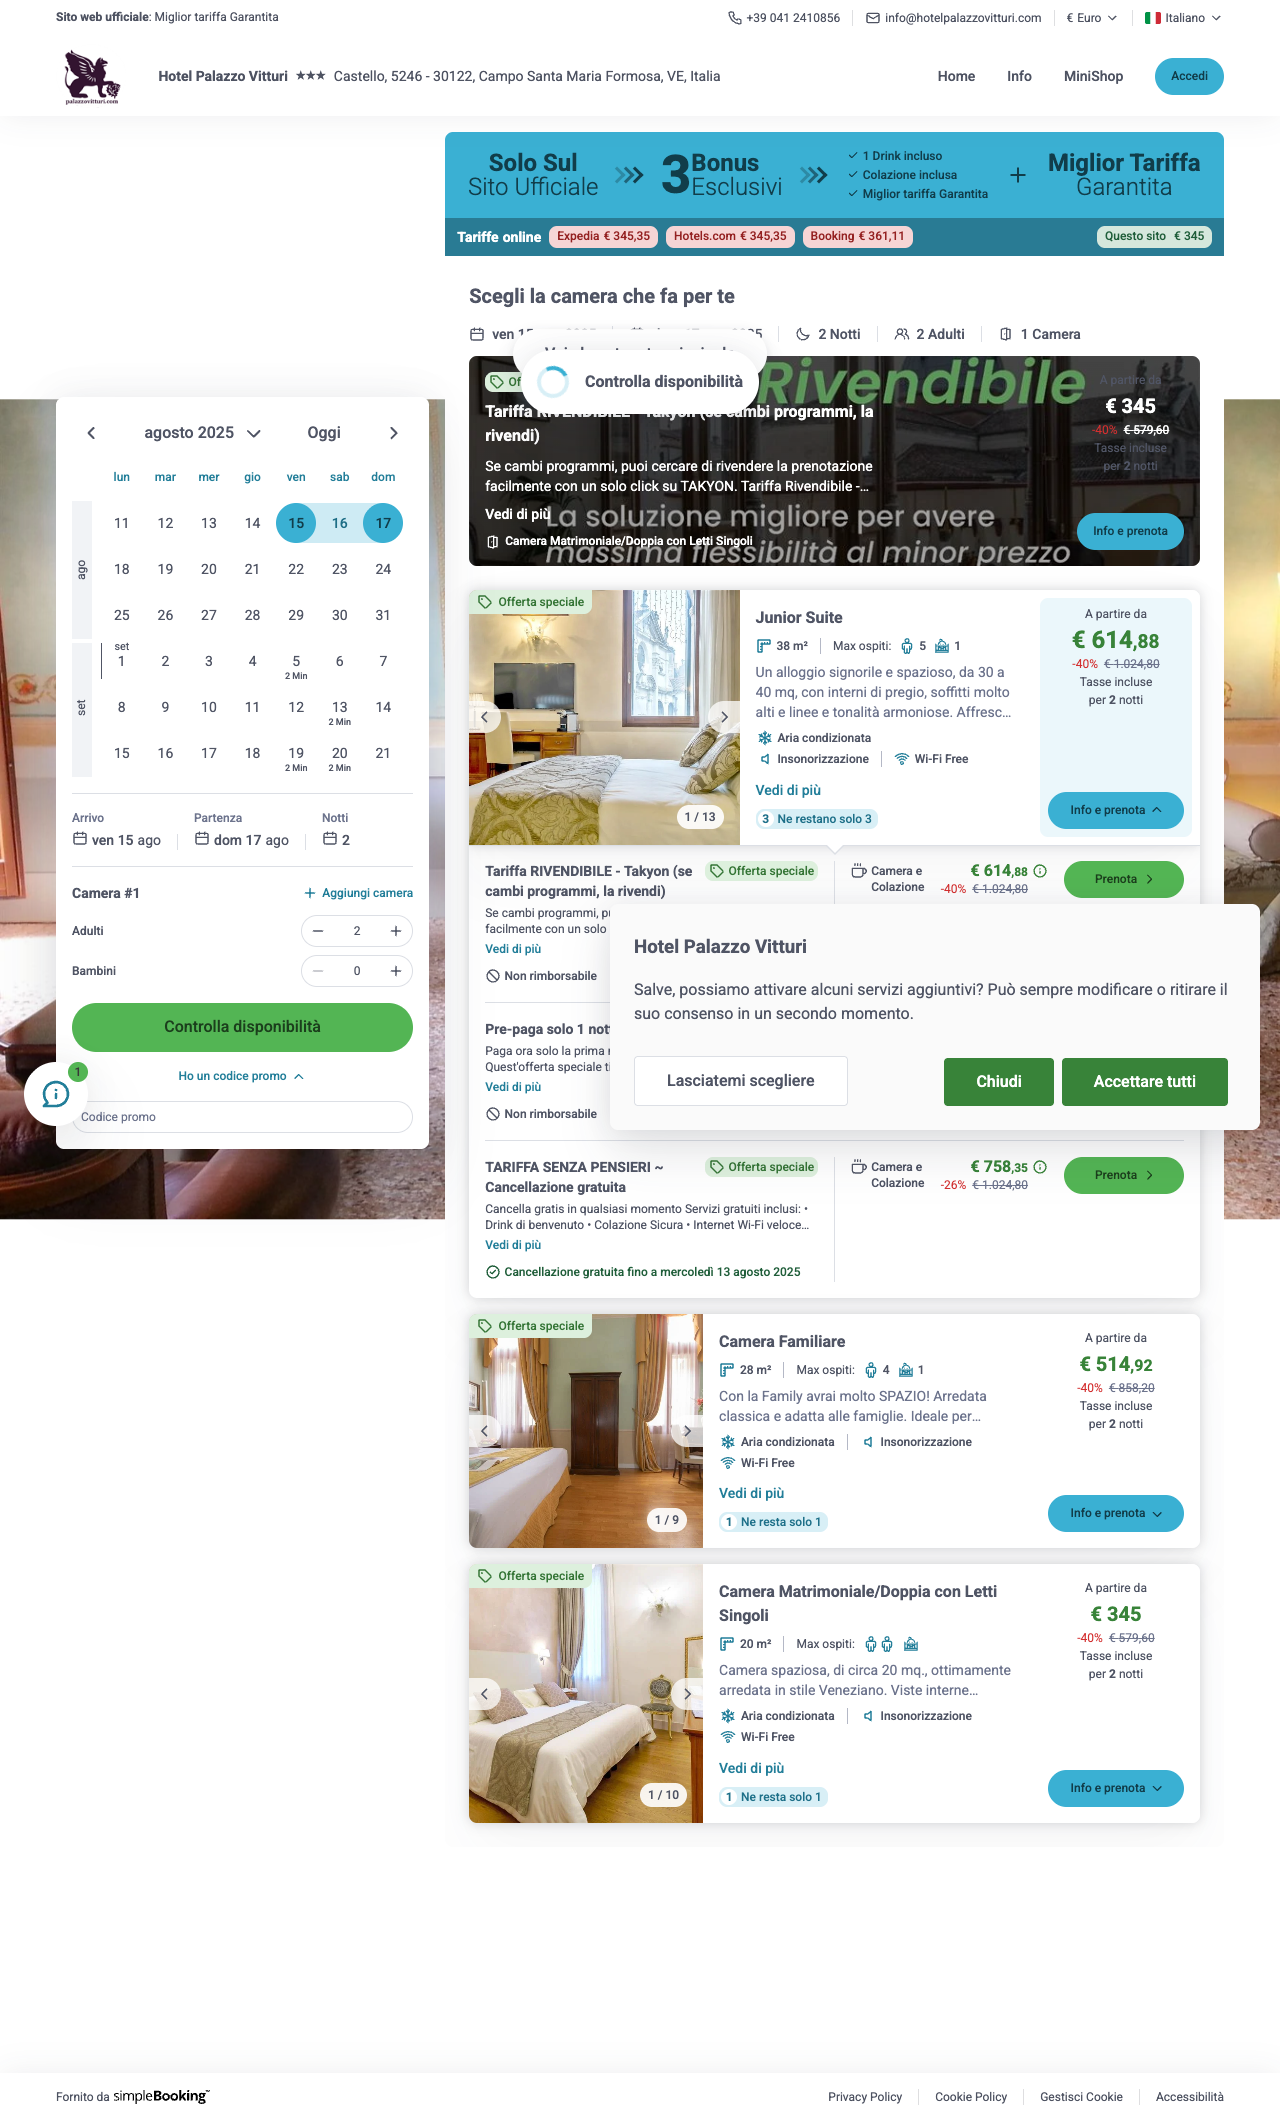 Sito web ufficiale: Miglior tariffa Garantita
+39 041 2410856
info@hotelpalazzovitturi.com
€ Euro
Italiano
palazzovitturi.com
Hotel Palazzo Vitturi ★★★ Castello, 5246 - 30122, Campo Santa Maria Formosa, VE, Italia
Home
Info
MiniShop
Accedi
Solo Sul
Sito Ufficiale
3 Bonus
Esclusivi
1 Drink incluso
Colazione inclusa
Miglior tariffa Garantita
+
Miglior Tariffa
Garantita
Tariffe online
Expedia € 345,35
Hotels.com € 345,35
Booking € 361,11
Questo sito € 345
Scegli la camera che fa per te
ven
2 Notti
2 Adulti
1 Camera
Controlla disponibilità
Rivendibile
Tariffa RIVENDIBILE - Takyon (se cambi programmi, la
rivendi)
Se cambi programmi, puoi cercare di rivendere la prenotazione
facilmente con un solo click su TAKYON. Tariffa Rivendibile -...
Vedi di più
La soluzione migliore per avere
massima flessibilità al minor prezzo
Camera Matrimoniale/Doppia con Letti Singoli
A partire da
€ 345
-40% € 579,60
Tasse incluse
per 2 notti
Info e prenota
agosto 2025
Oggi
lun mar mer gio ven sab dom
ago
11 12 13 14 15 16 17
18 19 20 21 22 23 24
25 26 27 28 29 30 31
set
set
1 2 3 4 5 6 7
2 Min
8 9 10 11 12 13 14
2 Min
15 16 17 18 19 20 21
2 Min 2 Min
Arrivo
ven 15 ago
Partenza
dom 17 ago
Notti
2
Camera #1
Aggiungi camera
Adulti
2
Bambini
0
Controlla disponibilità
Ho un codice promo
1
Codice promo
Offerta speciale
1 / 13
Junior Suite
38 m²
Max ospiti: 5 1
Un alloggio signorile e spazioso, da 30 a
40 mq, con interni di pregio, soffitti molto
alti e linee e tonalità armoniose. Affresc...
Aria condizionata
Insonorizzazione
Wi-Fi Free
Vedi di più
3 Ne restano solo 3
A partire da
€ 614,88
-40% € 1.024,80
Tasse incluse
per 2 notti
Info e prenota
Tariffa RIVENDIBILE - Takyon (se
cambi programmi, la rivendi)
Offerta speciale
Se cambi programmi,
facilmente con un solo
Vedi di più
Non rimborsabile
Camera e
Colazione
€ 614,88
-40% € 1.024,80
Prenota
Pre-paga solo 1
Paga ora solo la prima
Quest'offerta speciale
Vedi di più
Non rimborsabile
Hotel Palazzo Vitturi
Salve, possiamo attivare alcuni servizi aggiuntivi? Può sempre modificare o ritirare il
suo consenso in un secondo momento.
Lasciatemi scegliere
Chiudi
Accettare tutti
TARIFFA SENZA PENSIERI ~
Cancellazione gratuita
Offerta speciale
Cancella gratis in qualsiasi momento Servizi gratuiti inclusi: •
Drink di benvenuto • Colazione Sicura • Internet Wi-Fi veloce...
Vedi di più
Cancellazione gratuita fino a mercoledì 13 agosto 2025
Camera e
Colazione
€ 758,35
-26% € 1.024,80
Prenota
Offerta speciale
1 / 9
Camera Familiare
28 m²
Max ospiti: 4 1
Con la Family avrai molto SPAZIO! Arredata
classica e adatta alle famiglie. Ideale per...
Aria condizionata
Insonorizzazione
Wi-Fi Free
Vedi di più
1 Ne resta solo 1
A partire da
€ 514,92
-40% € 858,20
Tasse incluse
per 2 notti
Info e prenota
Offerta speciale
1 / 10
Camera Matrimoniale/Doppia con Letti
Singoli
20 m²
Max ospiti:
Camera spaziosa, di circa 20 mq., ottimamente
arredata in stile Veneziano. Viste interne...
Aria condizionata
Insonorizzazione
Wi-Fi Free
Vedi di più
1 Ne resta solo 1
A partire da
€ 345
-40% € 579,60
Tasse incluse
per 2 notti
Info e prenota
Fornito da simpleBooking
Privacy Policy
Cookie Policy
Gestisci Cookie
Accessibilità